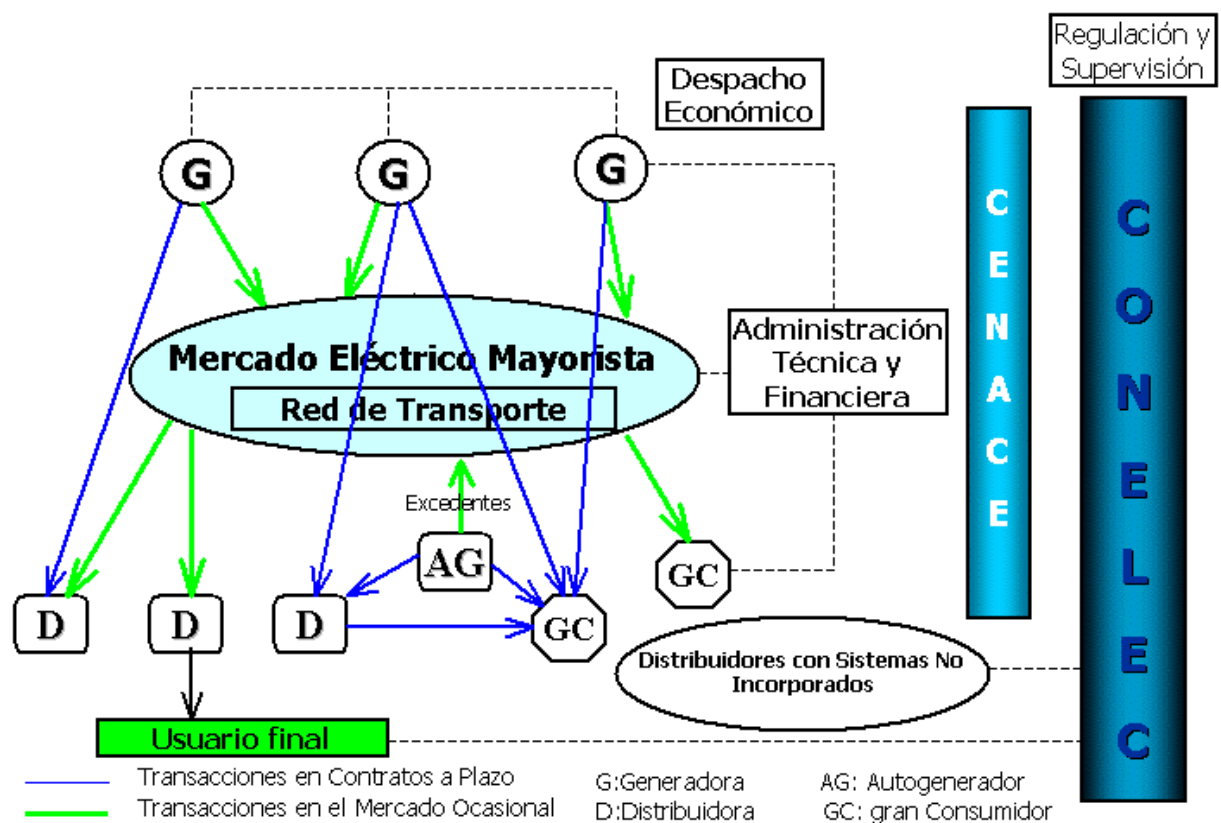 Regulación y
Supervisión
Despacho
Económico
G
G
G
CENACE
CONELEC
Mercado Eléctrico Mayorista
Red de Transporte
Administración
Técnica y
Financiera
Excedentes
AG
GC
D
D
D
GC
Distribuidores con Sistemas No
Incorporados
Usuario final
Transacciones en Contratos a Plazo
Transacciones en el Mercado Ocasional
G:Generadora
D:Distribuidora
AG: Autogenerador
GC: gran Consumidor